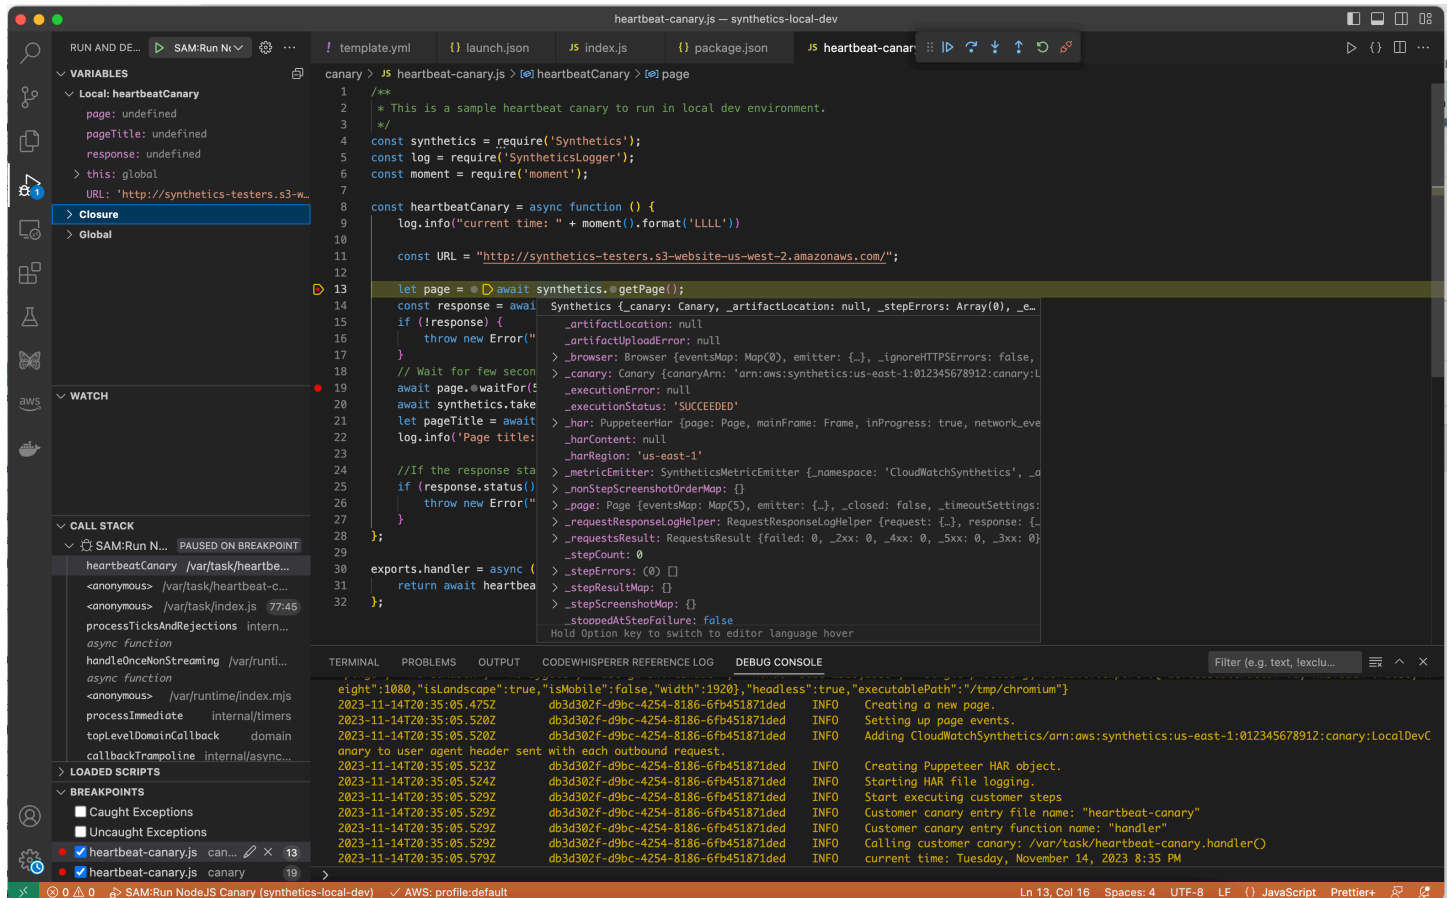 heartbeat-canary.js — synthetics-local-dev
RUN AND DE... SAM:Run N
template.yml
launch.json
JS index.js
package.json
JS heartbeat-canary
canary > JS heartbeat-canary.js > heartbeatCanary > page
VARIABLES
Local: heartbeatCanary
page: undefined
pageTitle: undefined
response: undefined
this: global
URL: 'http://synthetics-testers.s3-w…
Closure
Global
WATCH
CALL STACK
SAM:Run N... PAUSED ON BREAKPOINT
heartbeatCanary /var/task/heartbe...
<anonymous> /var/task/heartbeat-c...
<anonymous> /var/task/index.js 77:45
processTicksAndRejections intern...
async function
handleOnceNonStreaming /var/runti...
async function
<anonymous> /var/runtime/index.mjs
processImmediate internal/timers
topLevelDomainCallback domain
callbackTrampoline internal/async...
LOADED SCRIPTS
BREAKPOINTS
Caught Exceptions
Uncaught Exceptions
heartbeat-canary.js can... 13
heartbeat-canary.js canary 19
1 /**
2 * This is a sample heartbeat canary to run in local dev environment.
3 */
4 const synthetics = require('Synthetics');
5 const log = require('SyntheticsLogger');
6 const moment = require('moment');
7
8 const heartbeatCanary = async function () {
9 log.info("current time: " + moment().format('LLLL'))
10
11 const URL = "http://synthetics-testers.s3-website-us-west-2.amazonaws.com/";
12
13 let page = await synthetics.getPage();
14 const response = awai
15 if (!response) {
16 throw new Error("
17 }
18 // Wait for few secon
19 await page.waitFor(5
20 await synthetics.take
21 let pageTitle = await
22 log.info('Page title:
23
24 //If the response sta
25 if (response.status()
26 throw new Error("
27 }
28 };
29
30 exports.handler = async (
31 return await heartbea
32 };
Synthetics {_canary: Canary, _artifactLocation: null, _stepErrors: Array(0), _e…
_artifactLocation: null
_artifactUploadError: null
_browser: Browser {eventsMap: Map(0), emitter: {…}, _ignoreHTTPSErrors: false,
_canary: Canary {canaryArn: 'arn:aws:synthetics:us-east-1:012345678912:canary:L
_executionError: null
_executionStatus: 'SUCCEEDED'
_har: PuppeteerHar {page: Page, mainFrame: Frame, inProgress: true, network_eve
_harContent: null
_harRegion: 'us-east-1'
_metricEmitter: SyntheticsMetricEmitter {_namespace: 'CloudWatchSynthetics', _a
_nonStepScreenshotOrderMap: {}
_page: Page {eventsMap: Map(5), emitter: {…}, _closed: false, _timeoutSettings:
_requestResponseLogHelper: RequestResponseLogHelper {request: {…}, response: {…
_requestsResult: RequestsResult {failed: 0, _2xx: 0, _4xx: 0, _5xx: 0, _3xx: 0}
_stepCount: 0
_stepErrors: (0) []
_stepResultMap: {}
_stepScreenshotMap: {}
_stoppedAtStepFailure: false
Hold Option key to switch to editor language hover
TERMINAL PROBLEMS OUTPUT CODEWHISPERER REFERENCE LOG DEBUG CONSOLE Filter (e.g. text, !exclu...
eight":1080,"isLandscape":true,"isMobile":false,"width":1920},"headless":true,"executablePath":"/tmp/chromium"}
2023-11-14T20:35:05.475Z db3d302f-d9bc-4254-8186-6fb451871ded INFO Creating a new page.
2023-11-14T20:35:05.520Z db3d302f-d9bc-4254-8186-6fb451871ded INFO Setting up page events.
2023-11-14T20:35:05.520Z db3d302f-d9bc-4254-8186-6fb451871ded INFO Adding CloudWatchSynthetics/arn:aws:synthetics:us-east-1:012345678912:canary:LocalDevC
anary to user agent header sent with each outbound request.
2023-11-14T20:35:05.523Z db3d302f-d9bc-4254-8186-6fb451871ded INFO Creating Puppeteer HAR object.
2023-11-14T20:35:05.524Z db3d302f-d9bc-4254-8186-6fb451871ded INFO Starting HAR file logging.
2023-11-14T20:35:05.529Z db3d302f-d9bc-4254-8186-6fb451871ded INFO Start executing customer steps
2023-11-14T20:35:05.529Z db3d302f-d9bc-4254-8186-6fb451871ded INFO Customer canary entry file name: "heartbeat-canary"
2023-11-14T20:35:05.529Z db3d302f-d9bc-4254-8186-6fb451871ded INFO Customer canary entry function name: "handler"
2023-11-14T20:35:05.529Z db3d302f-d9bc-4254-8186-6fb451871ded INFO Calling customer canary: /var/task/heartbeat-canary.handler()
2023-11-14T20:35:05.579Z db3d302f-d9bc-4254-8186-6fb451871ded INFO current time: Tuesday, November 14, 2023 8:35 PM
aws
1
0 0 SAM:Run NodeJS Canary (synthetics-local-dev) AWS: profile:default Ln 13, Col 16 Spaces: 4 UTF-8 LF {} JavaScript Prettier+